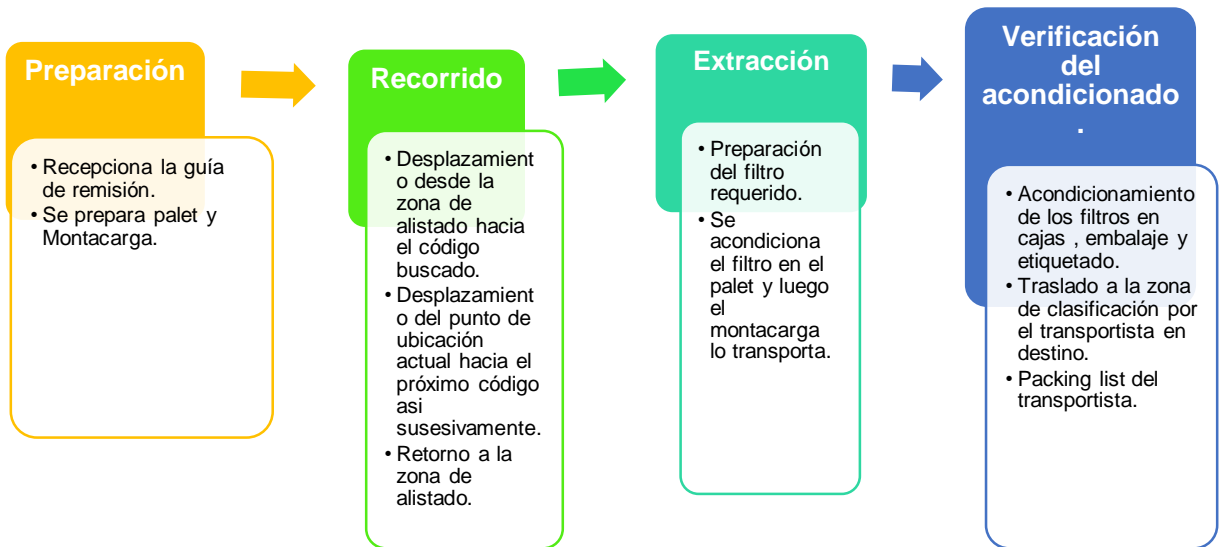 Preparación
• Recepciona la guía
de remisión.
• Se prepara palet y
Montacarga.
Recorrido
• Desplazamient
o desde la
zona de
alistado hacia
el código
buscado.
• Desplazamient
o del punto de
ubicación
actual hacia el
próximo código
asi
susesivamente.
• Retorno a la
zona de
alistado.
Extracción
• Preparación
del filtro
requerido.
• Se
acondiciona
el filtro en el
palet y luego
el
montacarga
lo transporta.
Verificación
del
acondicionado
.
• Acondicionamiento
de los filtros en
cajas , embalaje y
etiquetado.
• Traslado a la zona
de clasificación por
el transportista en
destino.
• Packing list del
transportista.